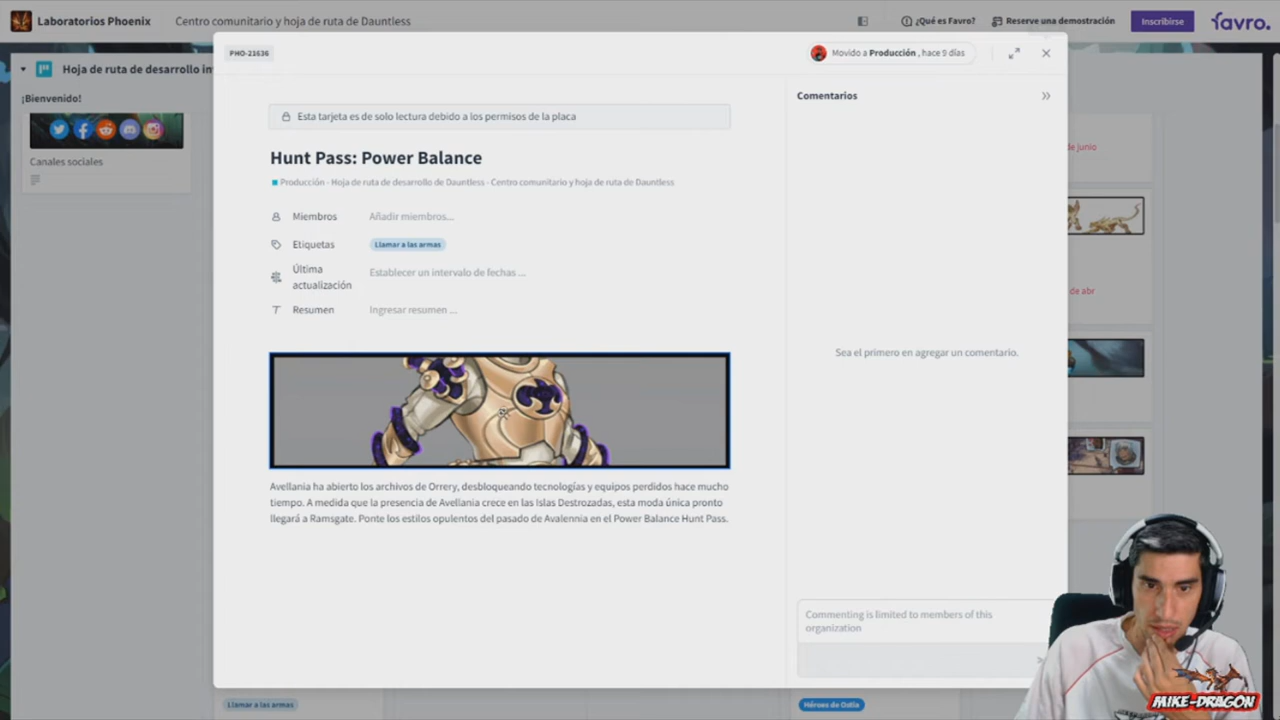 Laboratorios Phoenix
Centro comunitario y hoja de ruta de Dauntless
¿Qué es Favro?
Reserve una demostración
Inscribirse
favro.
PHO-21636
Movido a Producción , hace 9 días
Hoja de ruta de desarrollo in
¡Bienvenido!
Canales sociales
Comentarios
Esta tarjeta es de solo lectura debido a los permisos de la placa
Hunt Pass: Power Balance
Producción - Hoja de ruta de desarrollo de Dauntless - Centro comunitario y hoja de ruta de Dauntless
Miembros
Añadir miembros...
Etiquetas
Llamar a las armas
Última
actualización
Establecer un intervalo de fechas ...
Resumen
Ingresar resumen ...
Avellania ha abierto los archivos de Orrery, desbloqueando tecnologías y equipos perdidos hace mucho
tiempo. A medida que la presencia de Avellania crece en las Islas Destrozadas, esta moda única pronto
llegará a Ramsgate. Ponte los estilos opulentos del pasado de Avalennia en el Power Balance Hunt Pass.
Sea el primero en agregar un comentario.
Commenting is limited to members of this
organization
de junio
de abr
Llamar a las armas
Héroes de Ostia
MIKE-DRAGON